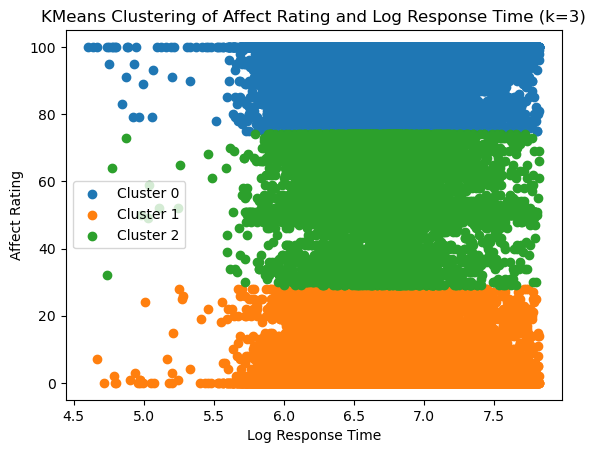 KMeans Clustering of Affect Rating and Log Response Time (k=3)
100
80
60
40
20
0
Affect Rating
Cluster 0
Cluster 1
Cluster 2
4.5 5.0 5.5 6.0 6.5 7.0 7.5
Log Response Time